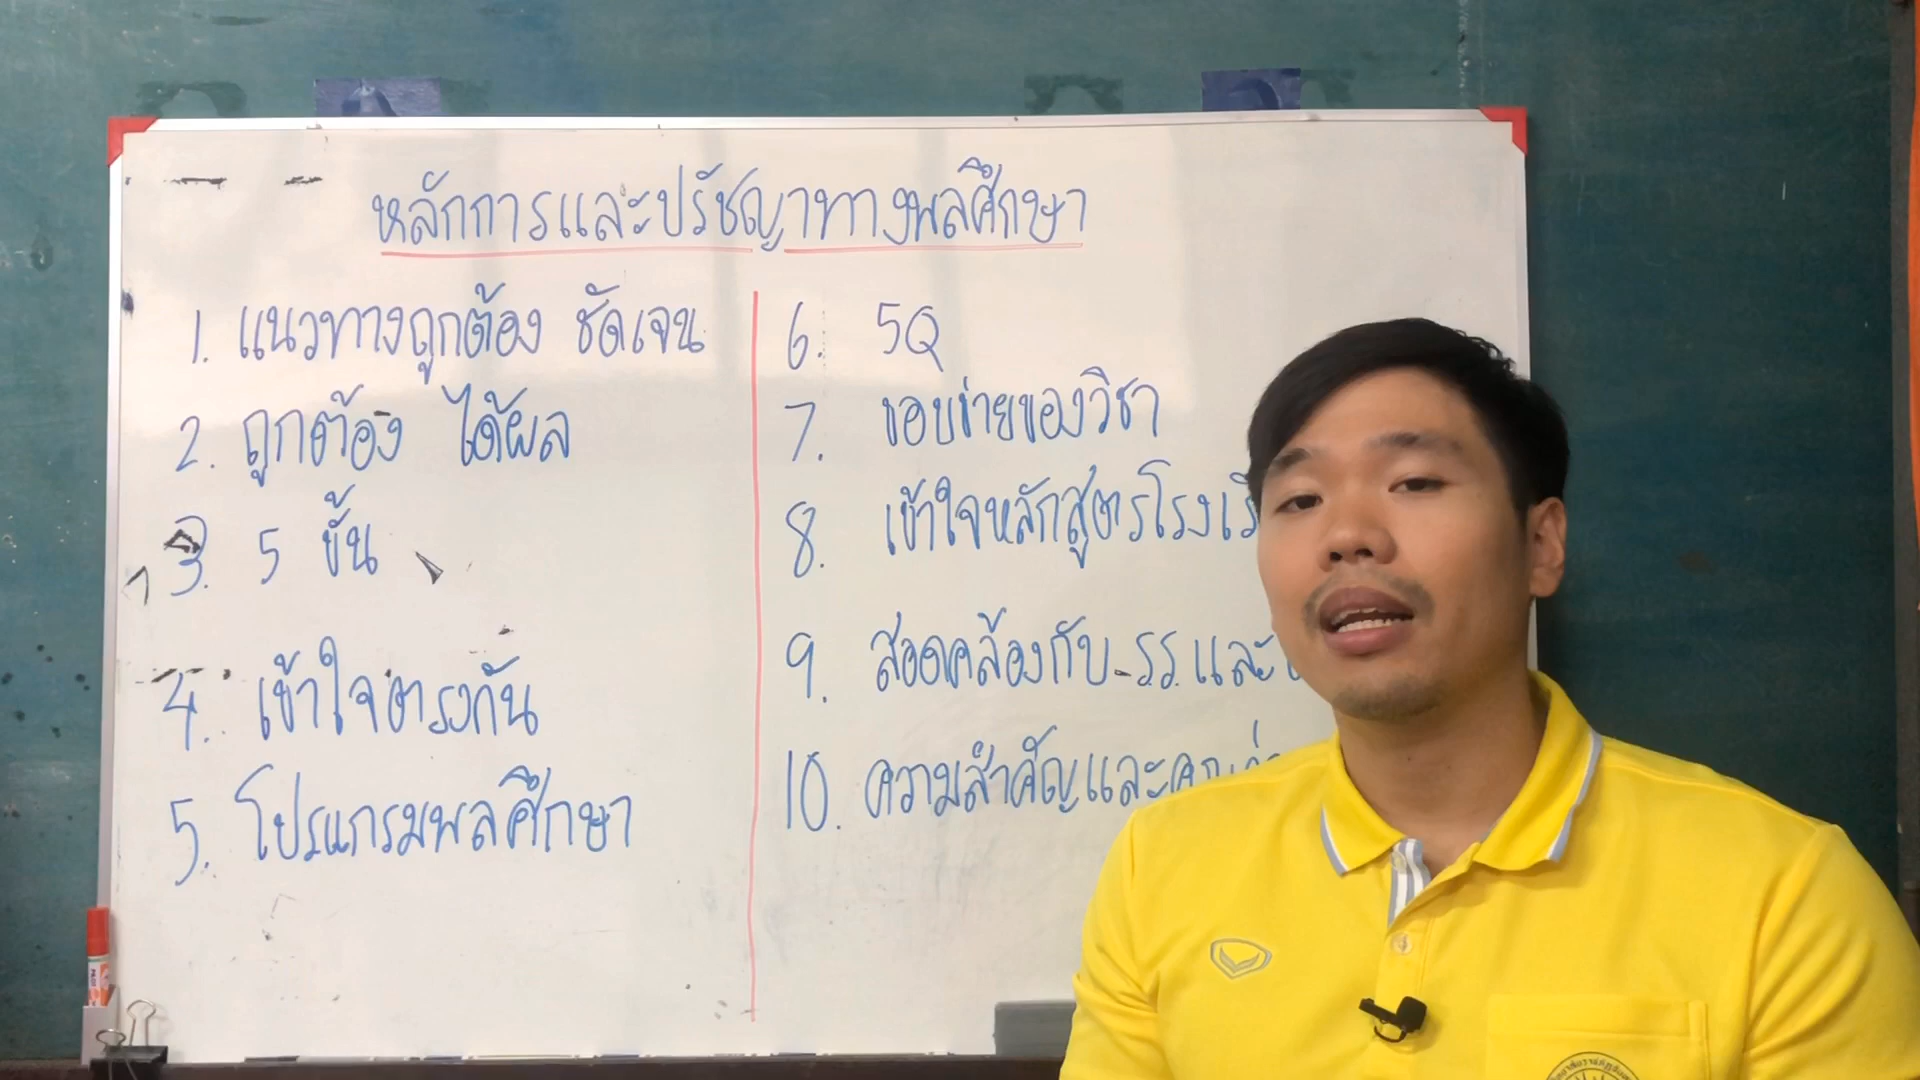 หลักการและปรัชญาทางพลศึกษา
1. แนวทางถูกต้อง ชัดเจน
2. ถูกต้อง ได้ผล
3. 5 ขั้น
4. เข้าใจตรงกัน
5. โปรแกรมพลศึกษา
6. 5Q
7. ขอบข่ายของวิชา
8. เข้าใจหลักสูตร
9. สอดคล้องกับ รร. และ
10. ความสำคัญและ